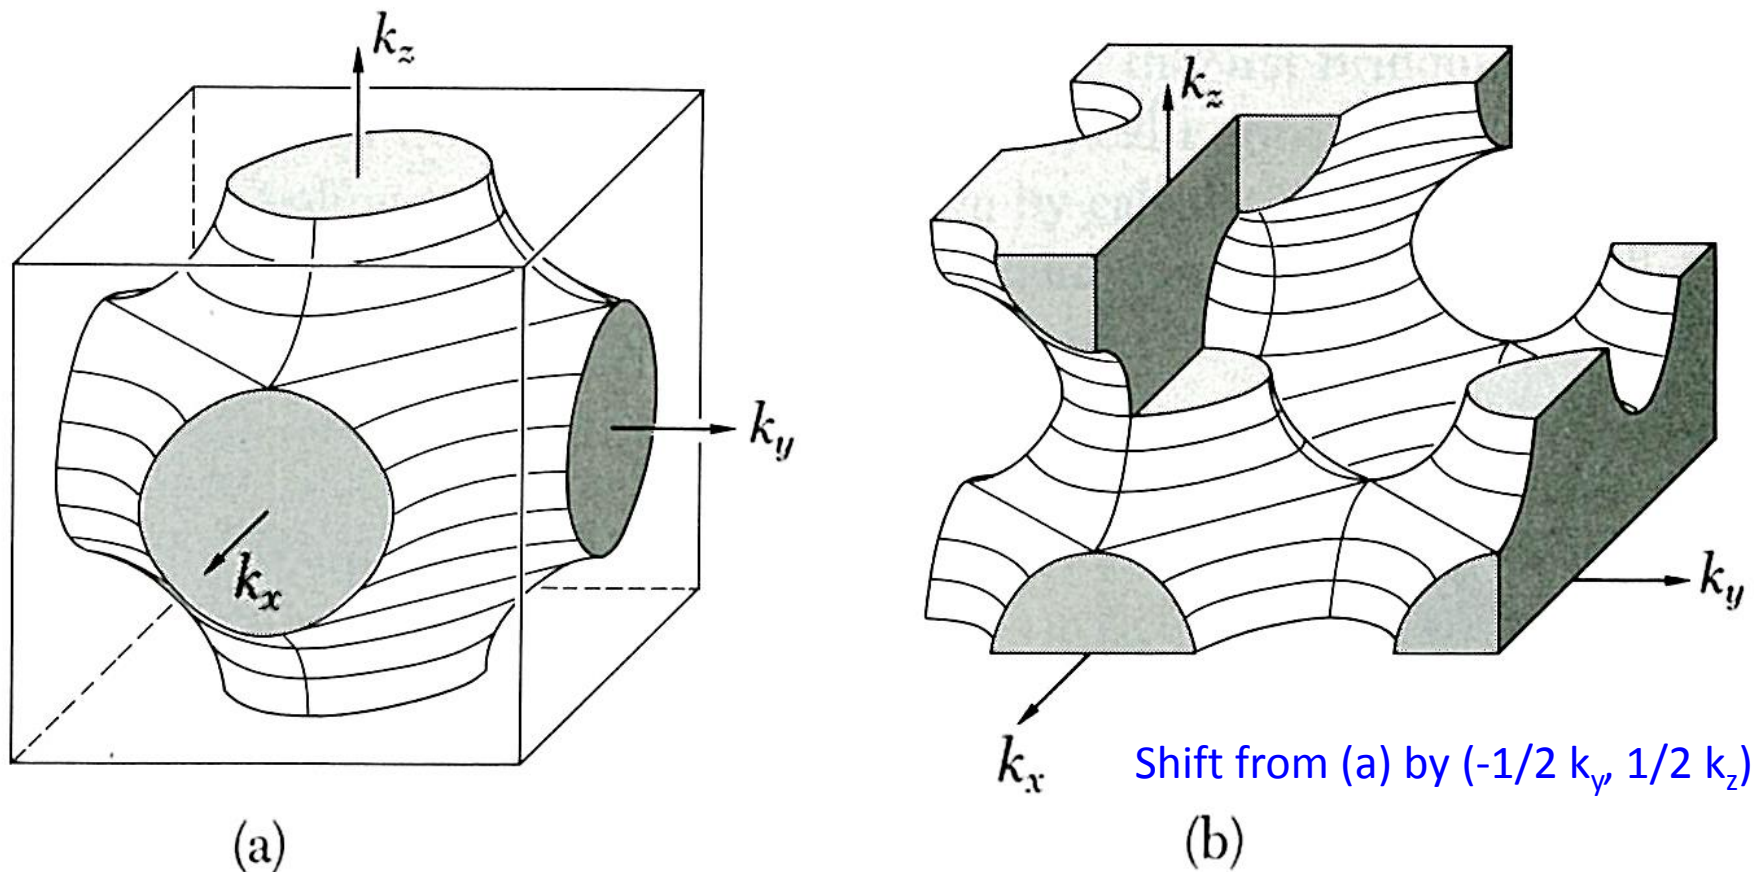 k_z
k_y
k_x
(a)
k_z
k_y
k_x
Shift from (a) by (-1/2 k_y, 1/2 k_z)
(b)